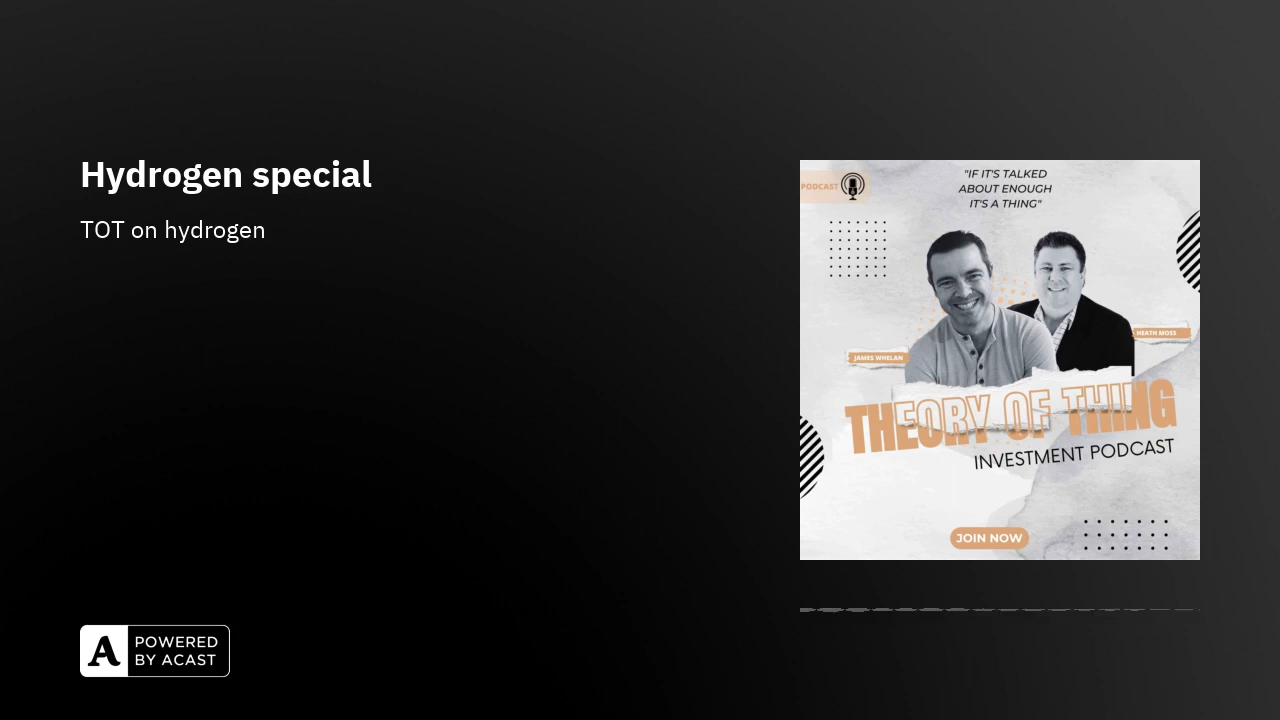 Hydrogen special
TOT on hydrogen
PODCAST
"IF IT'S TALKED
ABOUT ENOUGH
IT'S A THING"
HEATH MOSS
JAMES WHELAN
THEORY OF THING
INVESTMENT PODCAST
JOIN NOW
A
POWERED
BY ACAST